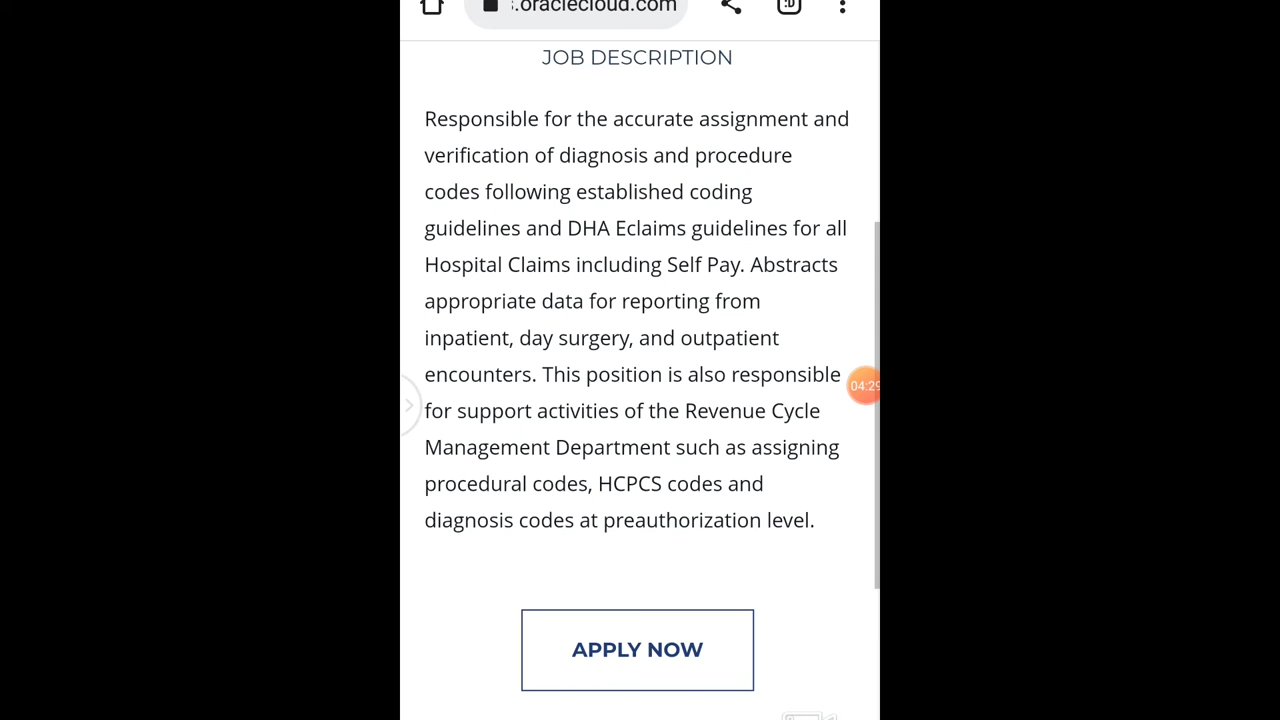 :.oraclecloud.com
:D
JOB DESCRIPTION
Responsible for the accurate assignment and
verification of diagnosis and procedure
codes following established coding
guidelines and DHA Eclaims guidelines for all
Hospital Claims including Self Pay. Abstracts
appropriate data for reporting from
inpatient, day surgery, and outpatient
encounters. This position is also responsible
04:29
for support activities of the Revenue Cycle
Management Department such as assigning
procedural codes, HCPCS codes and
diagnosis codes at preauthorization level.
APPLY NOW